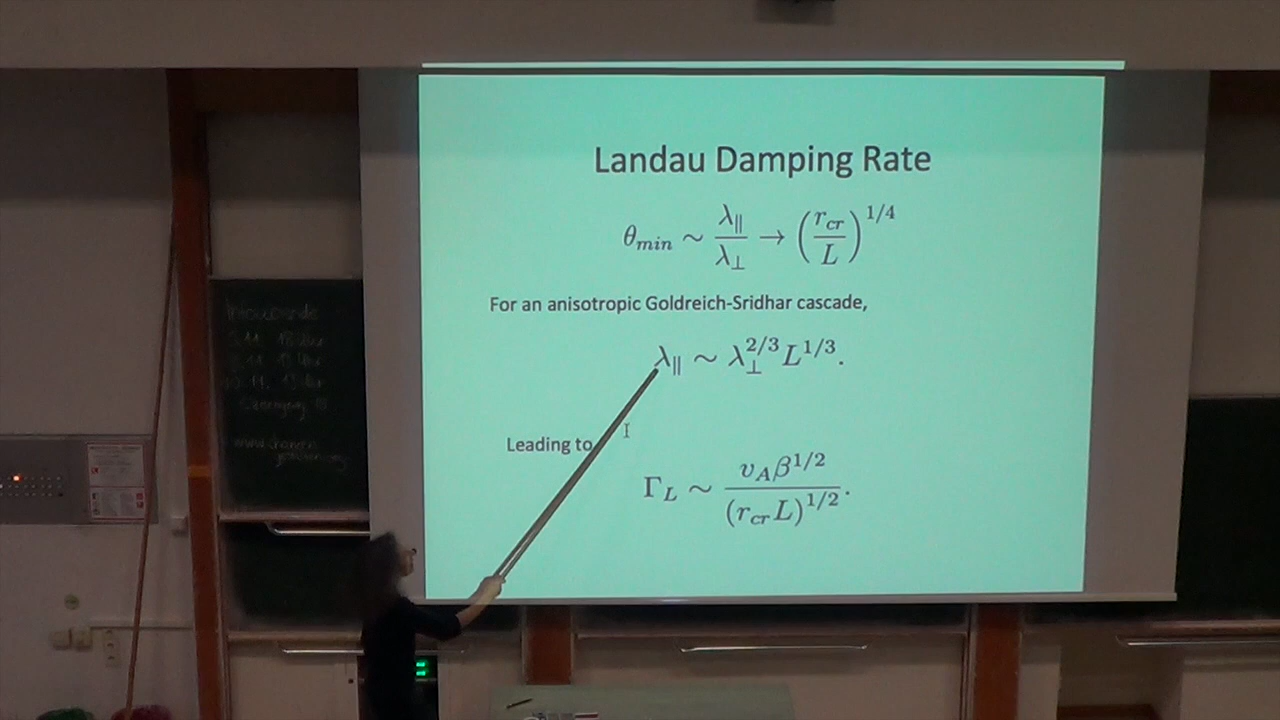 Landau Damping Rate
θ_min ∼ λ_∥/λ_⊥ → (r_cr/L)^1/4
For an anisotropic Goldreich-Sridhar cascade,
λ_∥ ∼ λ_⊥^2/3 L^1/3.
Leading to
Γ_L ∼ v_A β^1/2/(r_cr L)^1/2.